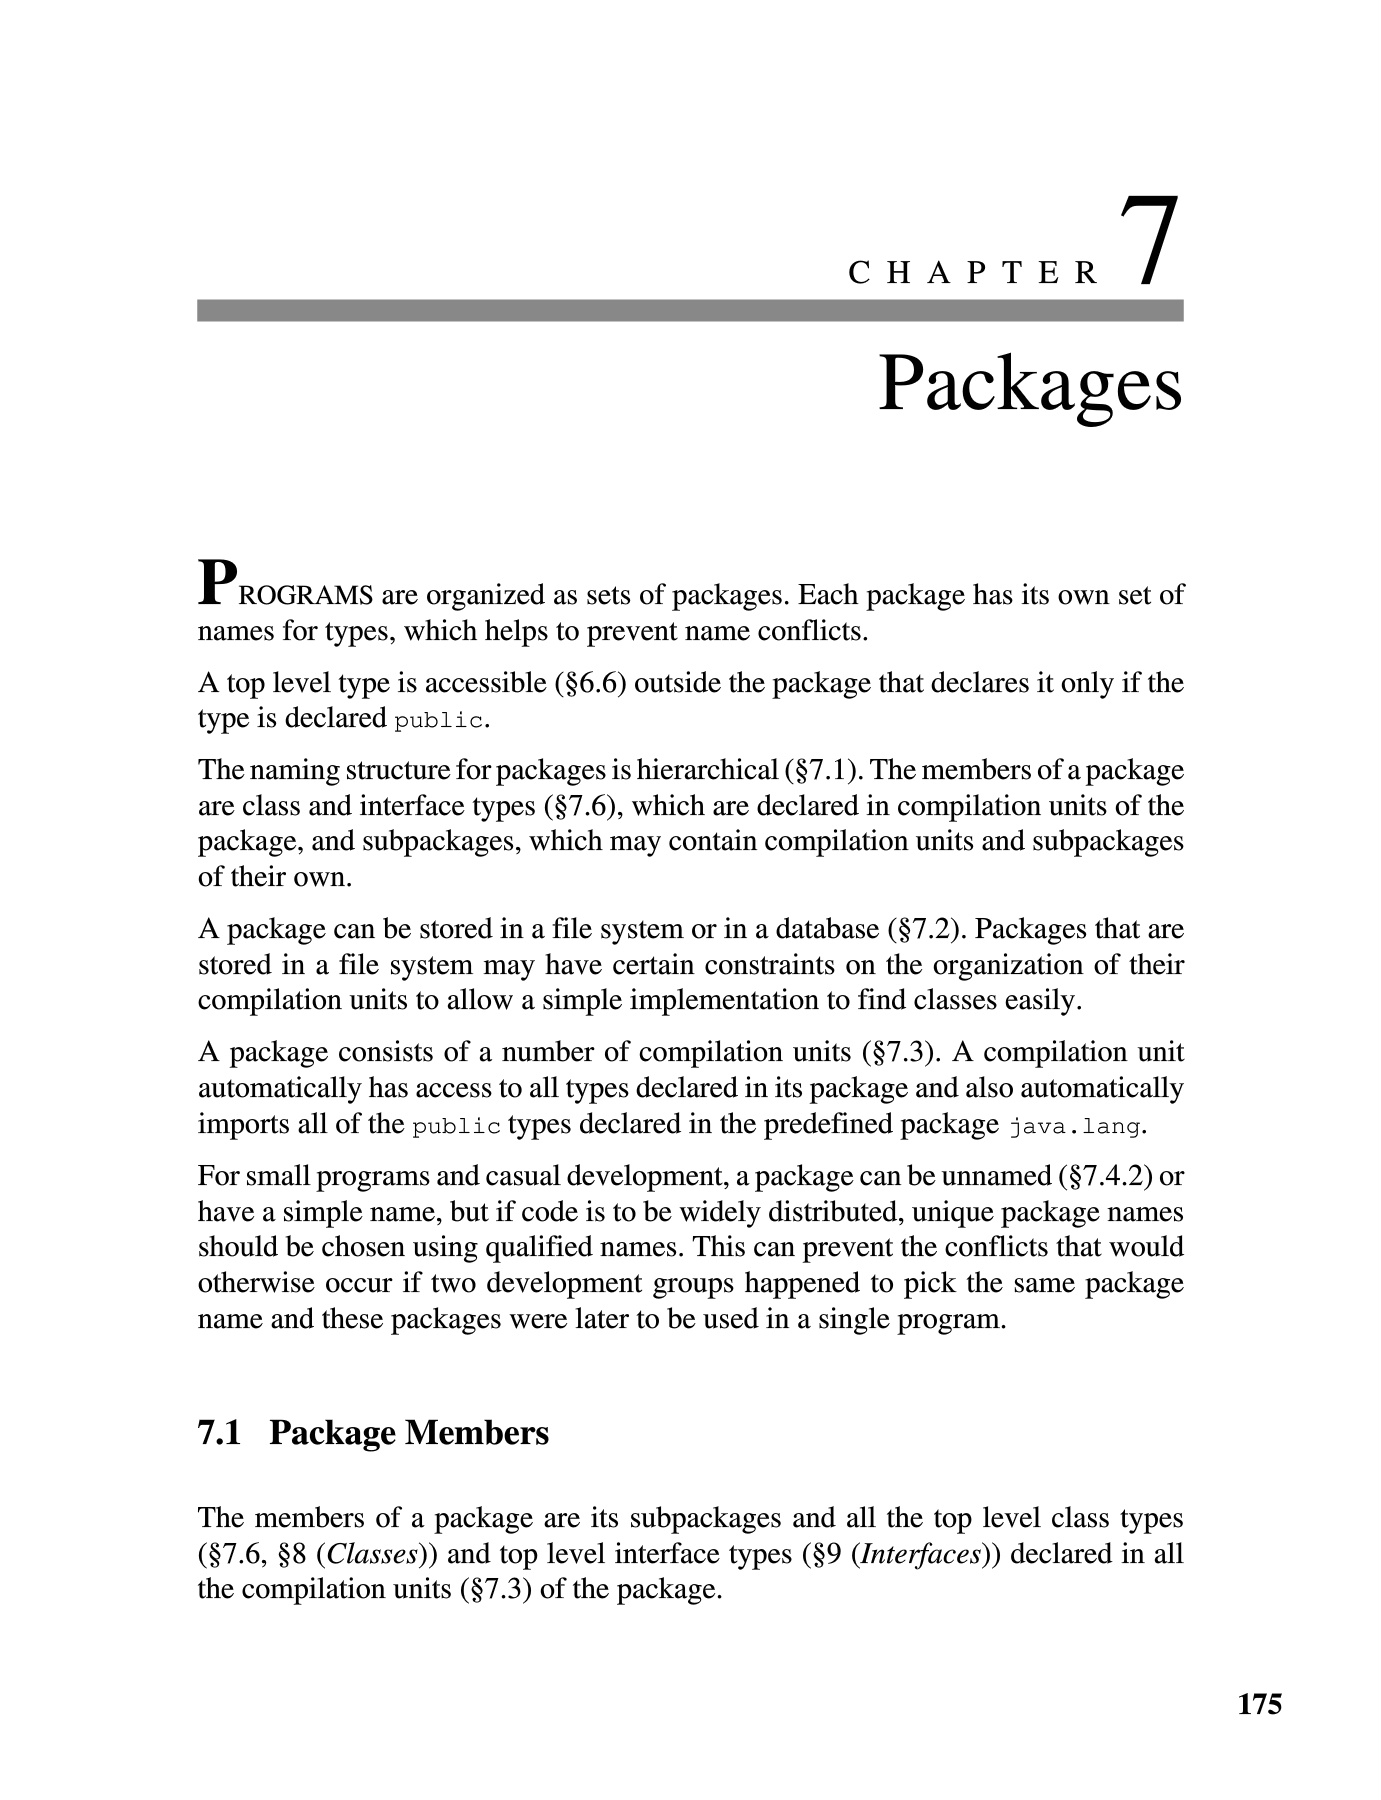 CHAPTER 7
Packages
PROGRAMS are organized as sets of packages. Each package has its own set of
names for types, which helps to prevent name conflicts.
A top level type is accessible (§6.6) outside the package that declares it only if the
type is declared public.
The naming structure for packages is hierarchical (§7.1). The members of a package
are class and interface types (§7.6), which are declared in compilation units of the
package, and subpackages, which may contain compilation units and subpackages
of their own.
A package can be stored in a file system or in a database (§7.2). Packages that are
stored in a file system may have certain constraints on the organization of their
compilation units to allow a simple implementation to find classes easily.
A package consists of a number of compilation units (§7.3). A compilation unit
automatically has access to all types declared in its package and also automatically
imports all of the public types declared in the predefined package java.lang.
For small programs and casual development, a package can be unnamed (§7.4.2) or
have a simple name, but if code is to be widely distributed, unique package names
should be chosen using qualified names. This can prevent the conflicts that would
otherwise occur if two development groups happened to pick the same package
name and these packages were later to be used in a single program.
7.1 Package Members
The members of a package are its subpackages and all the top level class types
(§7.6, §8 (Classes)) and top level interface types (§9 (Interfaces)) declared in all
the compilation units (§7.3) of the package.
175